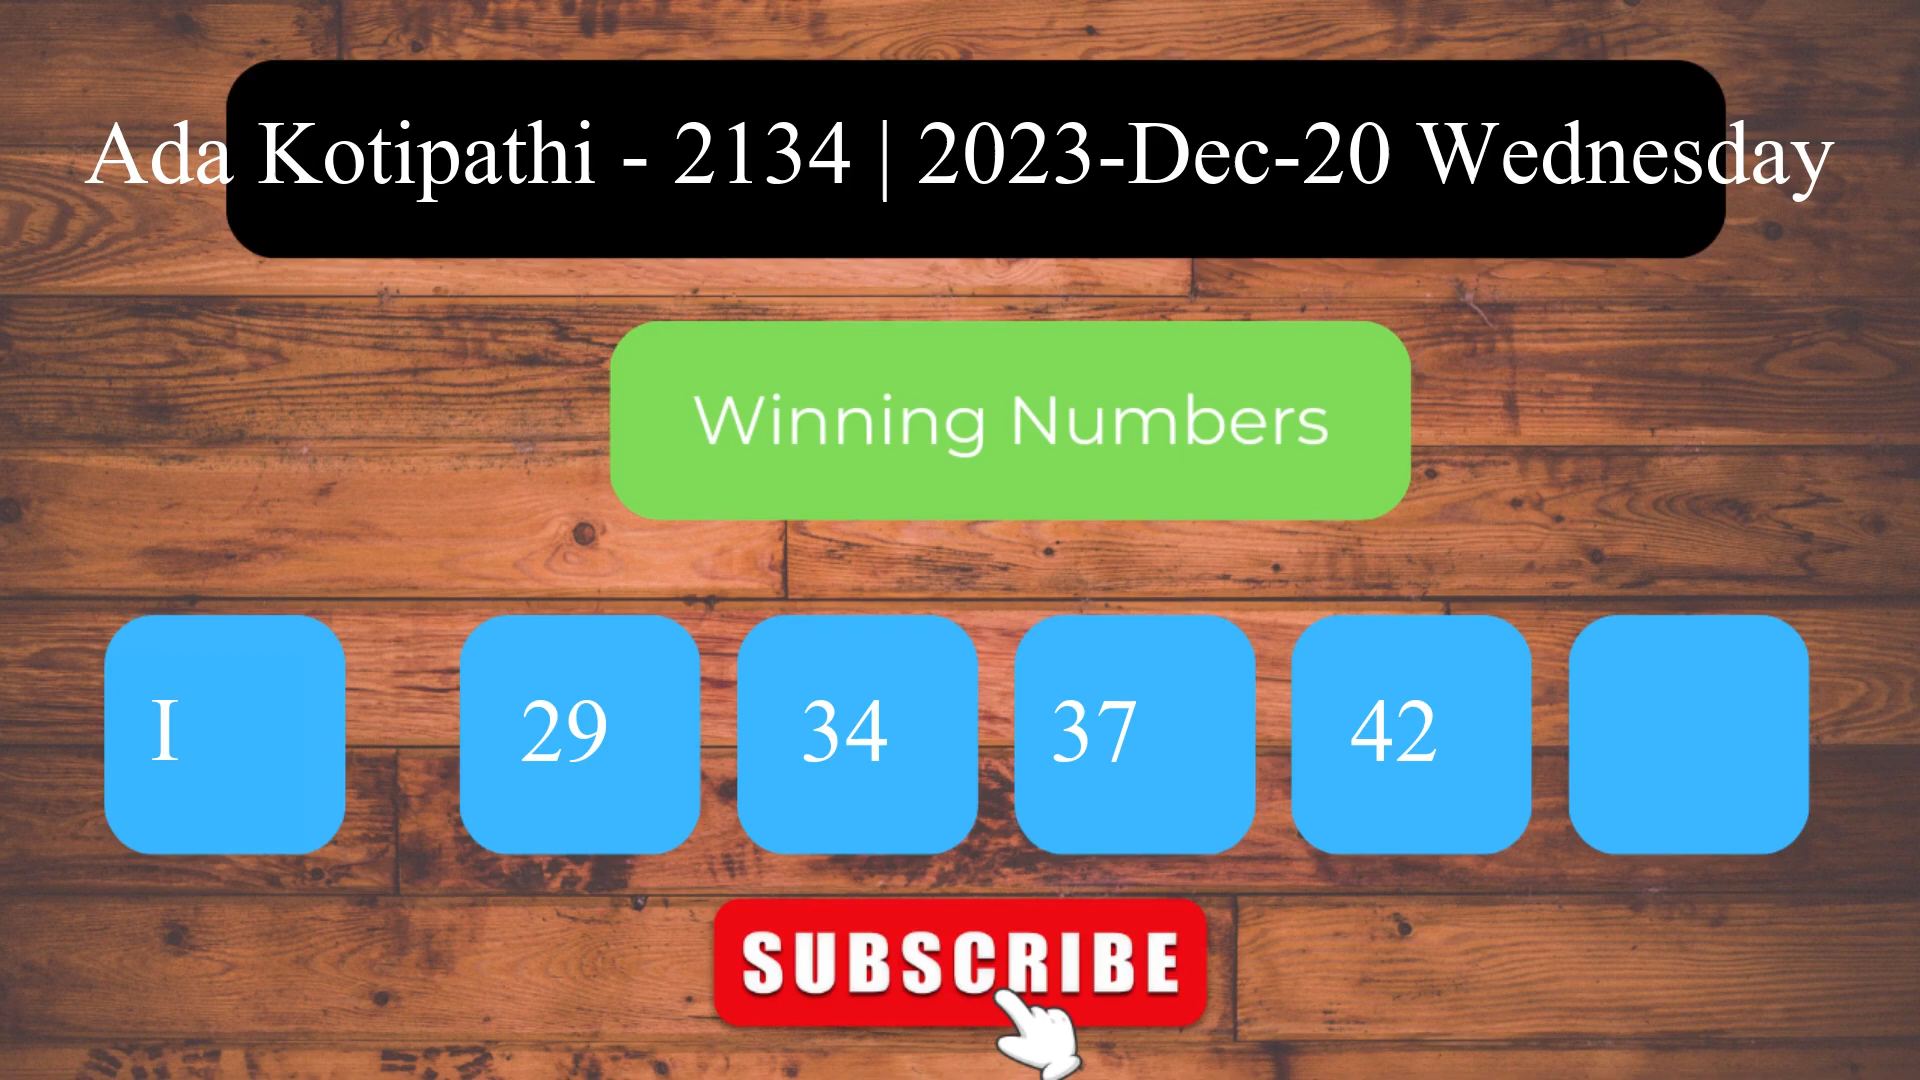 Ada Kotipathi - 2134 | 2023-Dec-20 Wednesday
Winning Numbers
I 29 34 37 42
SUBSCRIBE